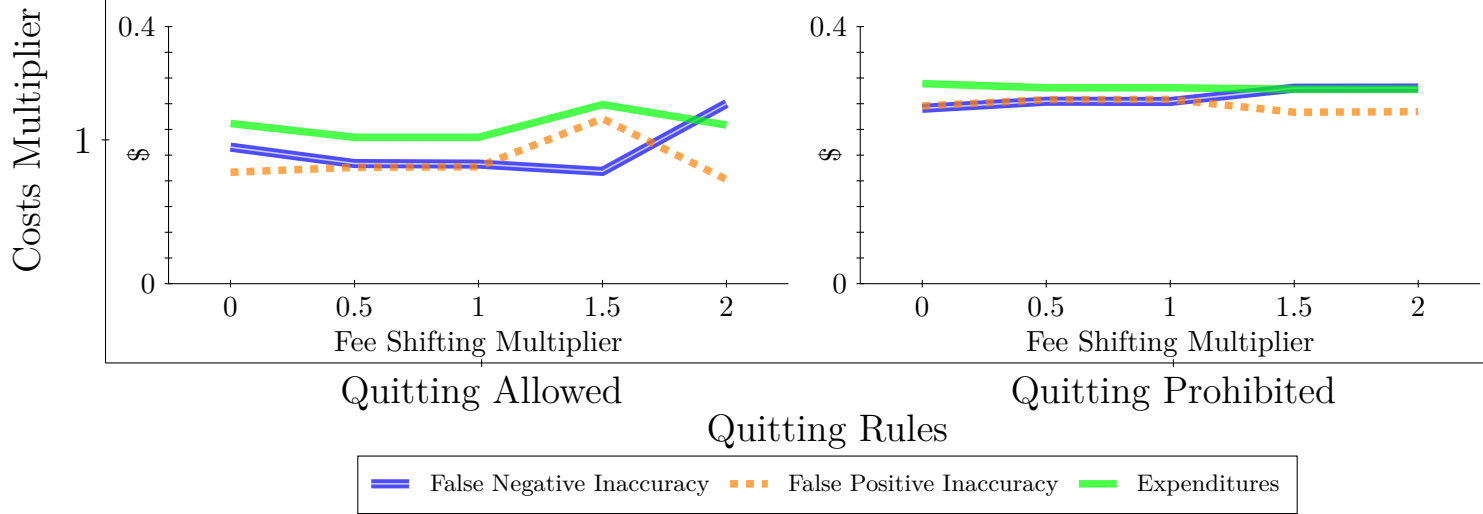 Costs Multiplier
1
0.4
$
0
0 0.5 1 1.5 2
Fee Shifting Multiplier
0.4
$
0
0 0.5 1 1.5 2
Fee Shifting Multiplier
Quitting Allowed
Quitting Prohibited
Quitting Rules
False Negative Inaccuracy False Positive Inaccuracy Expenditures